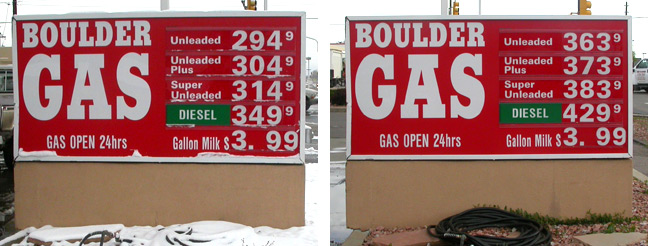 BOULDER
GAS
GAS OPEN 24hrs
Unleaded 294 9
Unleaded Plus 304 9
Super Unleaded 314 9
DIESEL 349 9
Gallon Milk $ 3. 99
BOULDER
GAS
GAS OPEN 24hrs
Unleaded 363 9
Unleaded Plus 373 9
Super Unleaded 383 9
DIESEL 429 9
Gallon Milk $ 3. 99